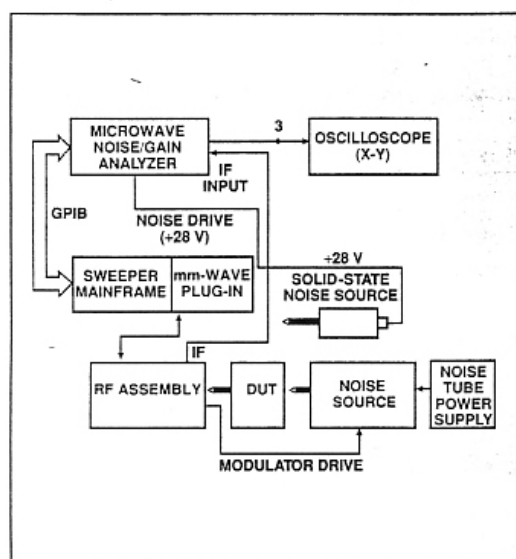 MICROWAVE
NOISE/GAIN
ANALYZER
3
OSCILLOSCOPE
(X-Y)
IF
INPUT
GPIB
NOISE DRIVE
(+28 V)
+28 V
SWEEPER
MAINFRAME
mm-WAVE
PLUG-IN
SOLID-STATE
NOISE SOURCE
IF
RF ASSEMBLY
DUT
NOISE
SOURCE
NOISE
TUBE
POWER
SUPPLY
MODULATOR DRIVE